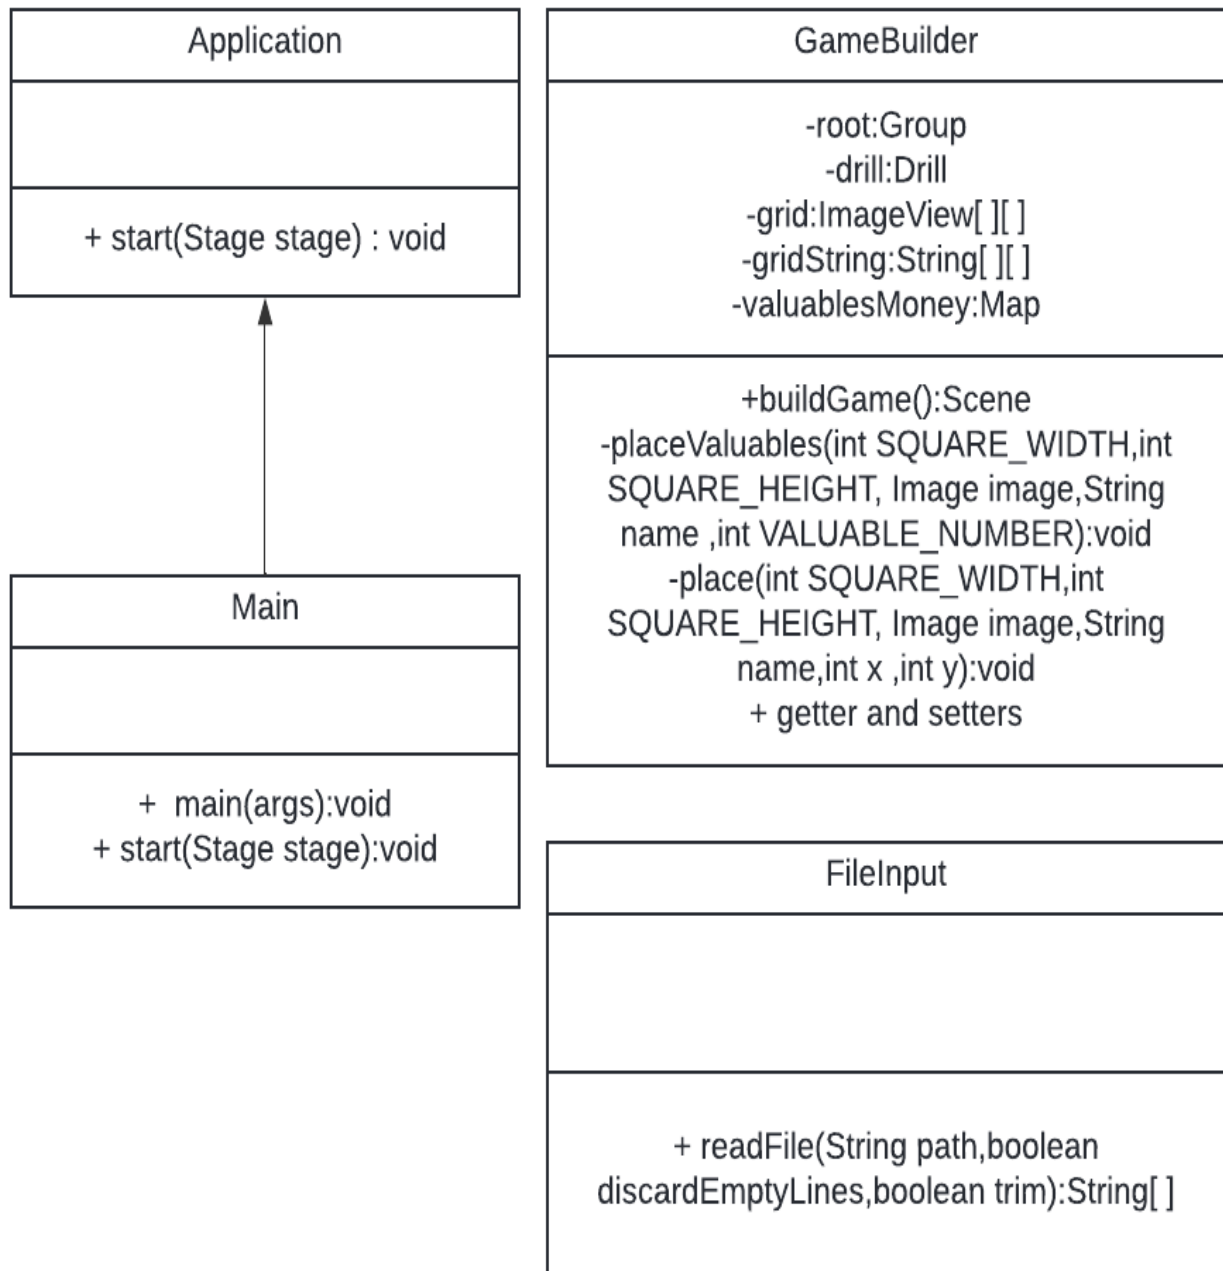 Application
+ start(Stage stage) : void
Main
+  main(args):void
+ start(Stage stage):void
GameBuilder
-root:Group
-drill:Drill
-grid:ImageView[ ][ ]
-gridString:String[ ][ ]
-valuablesMoney:Map
+buildGame():Scene
-placeValuables(int SQUARE_WIDTH,int
SQUARE_HEIGHT, Image image,String
name ,int VALUABLE_NUMBER):void
-place(int SQUARE_WIDTH,int
SQUARE_HEIGHT, Image image,String
name,int x ,int y):void
+ getter and setters
FileInput
+ readFile(String path,boolean
discardEmptyLines,boolean trim):String[ ]